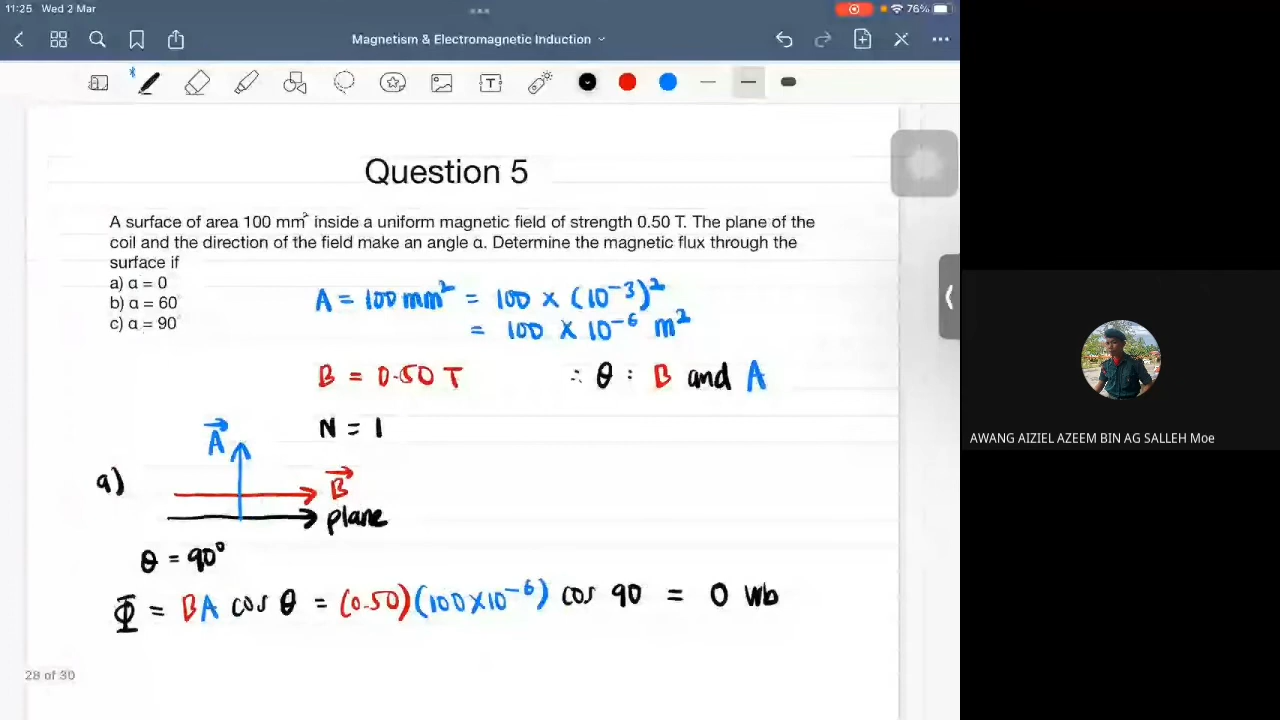 11:25 Wed 2 Mar
76%
Magnetism & Electromagnetic Induction
Question 5
A surface of area 100 mm² inside a uniform magnetic field of strength 0.50 T. The plane of the
coil and the direction of the field make an angle α. Determine the magnetic flux through the
surface if
a) α = 0
b) α = 60
c) α = 90
A = 100 mm² = 100 × (10⁻³)²
= 100 × 10⁻⁶ m²
B = 0.50 T ∴ θ : B and A
N = 1
a)
A
B
plane
θ = 90°
Φ = BA cos θ = (0.50)(100×10⁻⁶) cos 90 = 0 Wb
28 of 30
AWANG AIZIEL AZEEM BIN AG SALLEH Moe